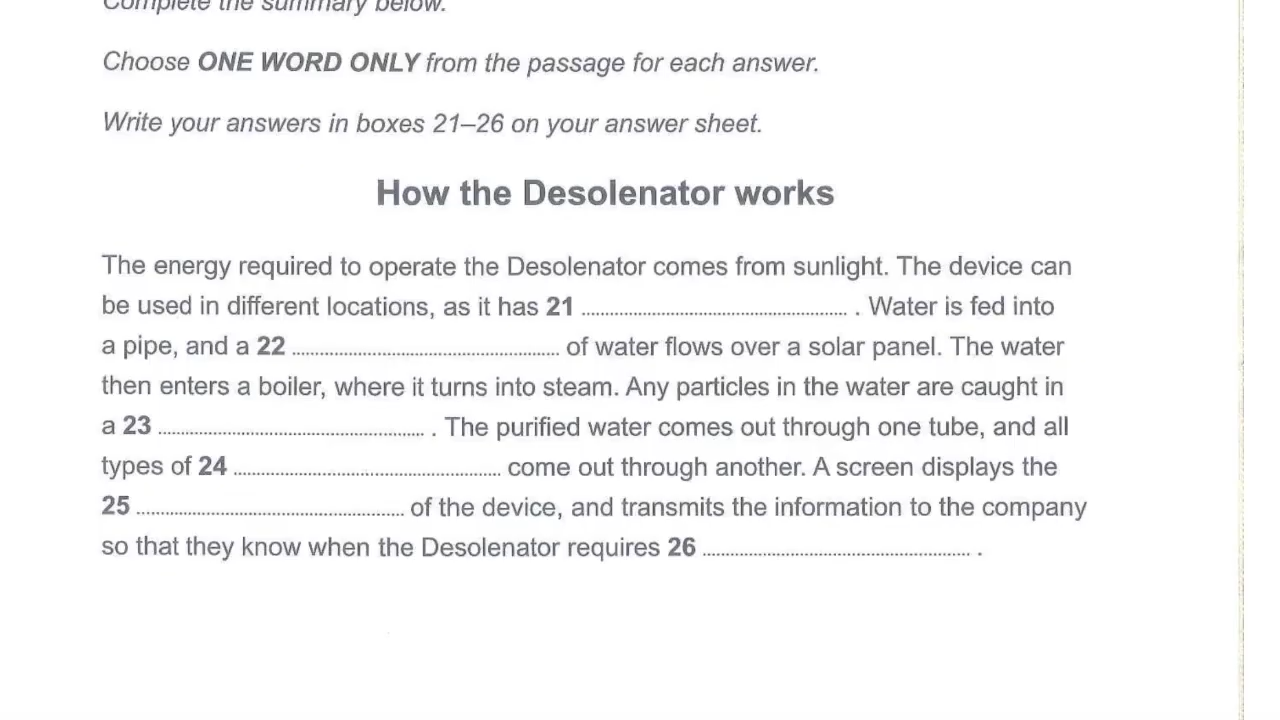 Complete the summary below.
Choose ONE WORD ONLY from the passage for each answer.
Write your answers in boxes 21–26 on your answer sheet.
How the Desolenator works
The energy required to operate the Desolenator comes from sunlight. The device can
be used in different locations, as it has 21 .................................... . Water is fed into
a pipe, and a 22 .................................... of water flows over a solar panel. The water
then enters a boiler, where it turns into steam. Any particles in the water are caught in
a 23 .................................... . The purified water comes out through one tube, and all
types of 24 .................................... come out through another. A screen displays the
25 .................................... of the device, and transmits the information to the company
so that they know when the Desolenator requires 26 .................................... .